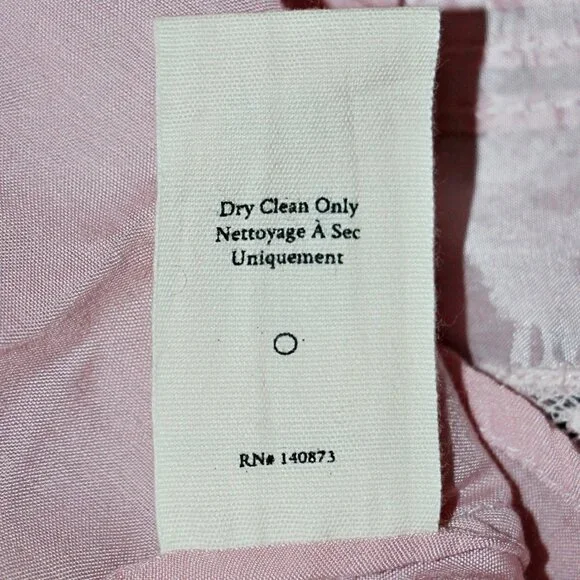 Dry Clean Only
Nettoyage À Sec
Uniquement
RN# 140873